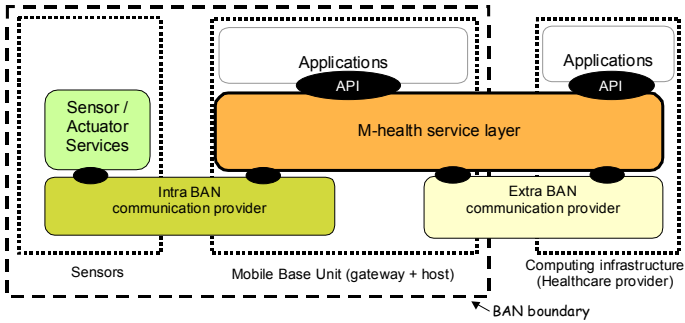 Applications
API
Applications
API
Sensor /
Actuator
Services
M-health service layer
Intra BAN
communication provider
Extra BAN
communication provider
Sensors
Mobile Base Unit (gateway + host)
Computing infrastructure
(Healthcare provider)
BAN boundary